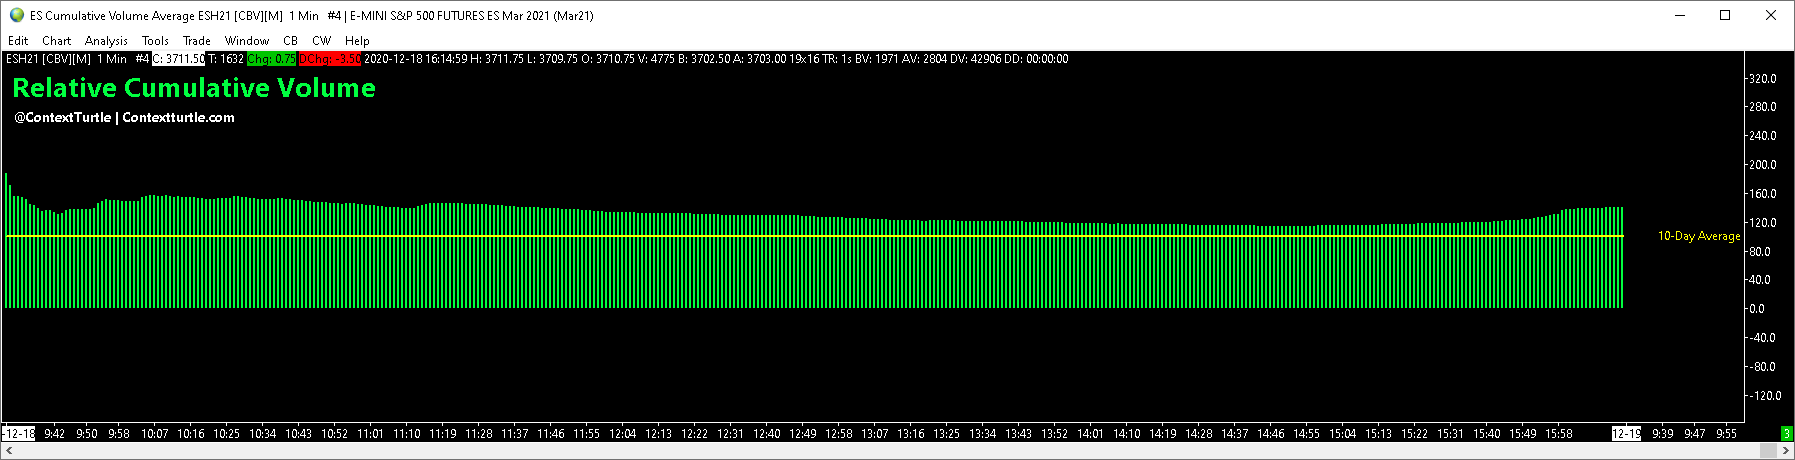 ES Cumulative Volume Average ESH21 [CBV][M] 1 Min #4 | E-MINI S&P 500 FUTURES ES Mar 2021 (Mar21)
Edit Chart Analysis Tools Trade Window CB CW Help
ESH21 [CBV][M] 1 Min #4 C: 3711.50 T: 1632 Chg: 0.75 DChg: -3.50 2020-12-18 16:14:59 H: 3711.75 L: 3709.75 O: 3710.75 V: 4775 B: 3702.50 A: 3703.00 19x16 TR: 1s BV: 1971 AV: 2804 DV: 42906 DD: 00:00:00
Relative Cumulative Volume
@ContextTurtle | Contextturtle.com
320.0
280.0
240.0
200.0
160.0
120.0
10-Day Average
80.0
40.0
0.0
-40.0
-80.0
-120.0
-12-18 9:42 9:50 9:58 10:07 10:16 10:25 10:34 10:43 10:52 11:01 11:10 11:19 11:28 11:37 11:46 11:55 12:04 12:13 12:22 12:31 12:40 12:49 12:58 13:07 13:16 13:25 13:34 13:43 13:52 14:01 14:10 14:19 14:28 14:37 14:46 14:55 15:04 15:13 15:22 15:31 15:40 15:49 15:58 12-19 9:39 9:47 9:55 3